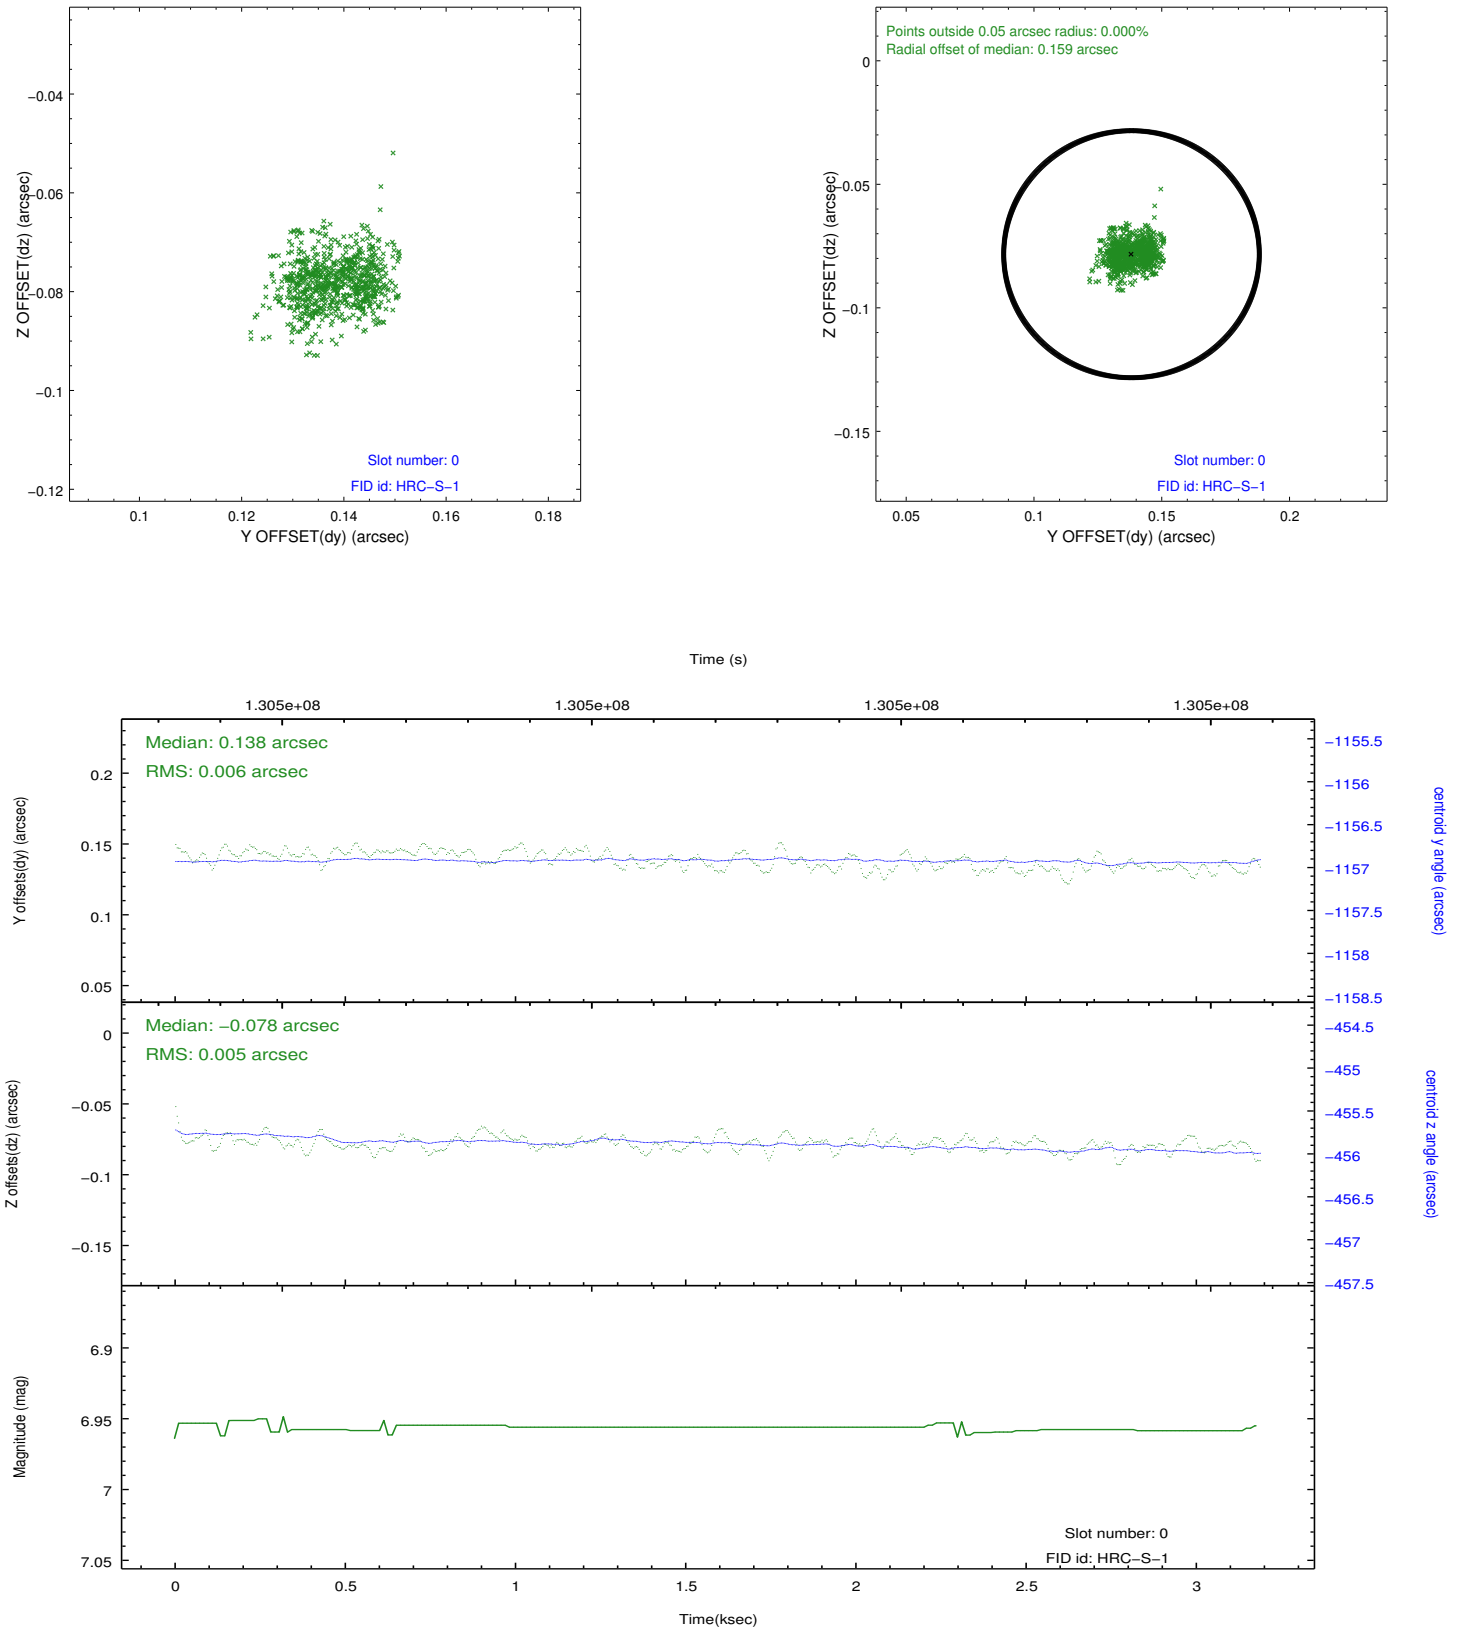 Points outside 0.05 arcsec radius: 0.000%
Radial offset of median: 0.159 arcsec
−0.04
−0.06
−0.08
−0.1
−0.12
Z OFFSET(dz) (arcsec)
Slot number: 0
FID id: HRC−S−1
0.1 0.12 0.14 0.16 0.18
Y OFFSET(dy) (arcsec)
0
−0.05
−0.1
−0.15
Z OFFSET(dz) (arcsec)
Slot number: 0
FID id: HRC−S−1
0.05 0.1 0.15 0.2
Y OFFSET(dy) (arcsec)
Time (s)
1.305e+08 1.305e+08 1.305e+08 1.305e+08
Median: 0.138 arcsec
RMS: 0.006 arcsec
0.2
0.15
0.1
0.05
Y offsets(dy) (arcsec)
−1155.5
−1156
−1156.5
−1157
−1157.5
−1158
−1158.5
centroid y angle (arcsec)
Median: −0.078 arcsec
RMS: 0.005 arcsec
0
−0.05
−0.1
−0.15
Z offsets(dz) (arcsec)
−454.5
−455
−455.5
−456
−456.5
−457
−457.5
centroid z angle (arcsec)
6.9
6.95
7
7.05
Magnitude (mag)
Slot number: 0
FID id: HRC−S−1
0 0.5 1 1.5 2 2.5 3
Time(ksec)